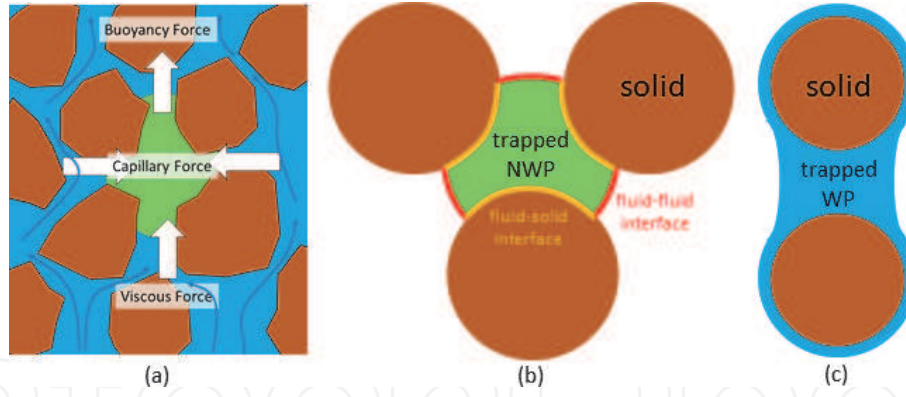 Buoyancy Force
Capillary Force
Viscous Force
(a)
solid
trapped
NWP
fluid-solid
interface
fluid-fluid
interface
(b)
solid
trapped
WP
(c)